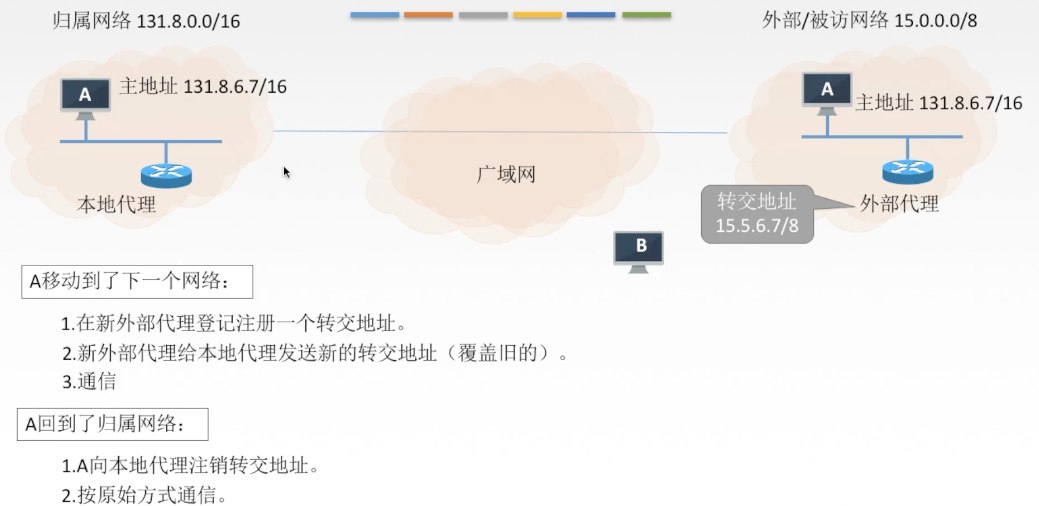 归属网络 131.8.0.0/16
外部/被访网络 15.0.0.0/8
A
主地址 131.8.6.7/16
A
主地址 131.8.6.7/16
广域网
本地代理
转交地址
15.5.6.7/8
外部代理
B
A移动到了下一个网络：
1.在新外部代理登记注册一个转交地址。
2.新外部代理给本地代理发送新的转交地址（覆盖旧的）。
3.通信
A回到了归属网络：
1.A向本地代理注销转交地址。
2.按原始方式通信。